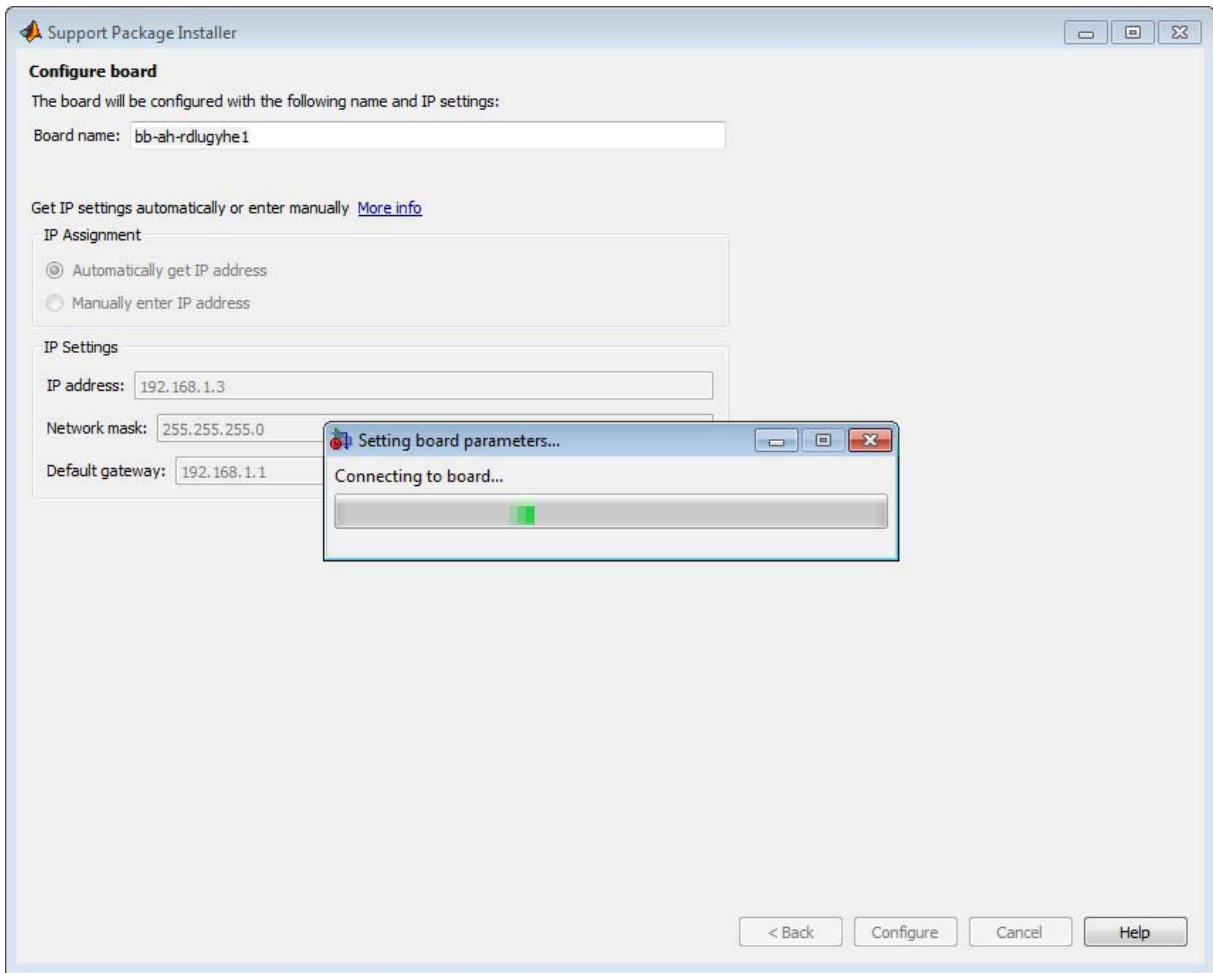 Support Package Installer
Configure board
The board will be configured with the following name and IP settings:
Board name: bb-ah-rdlugyhe1
Get IP settings automatically or enter manually More info
IP Assignment
Automatically get IP address
Manually enter IP address
IP Settings
IP address: 192.168.1.3
Network mask: 255.255.255.0
Default gateway: 192.168.1.1
Setting board parameters...
Connecting to board...
< Back Configure Cancel Help